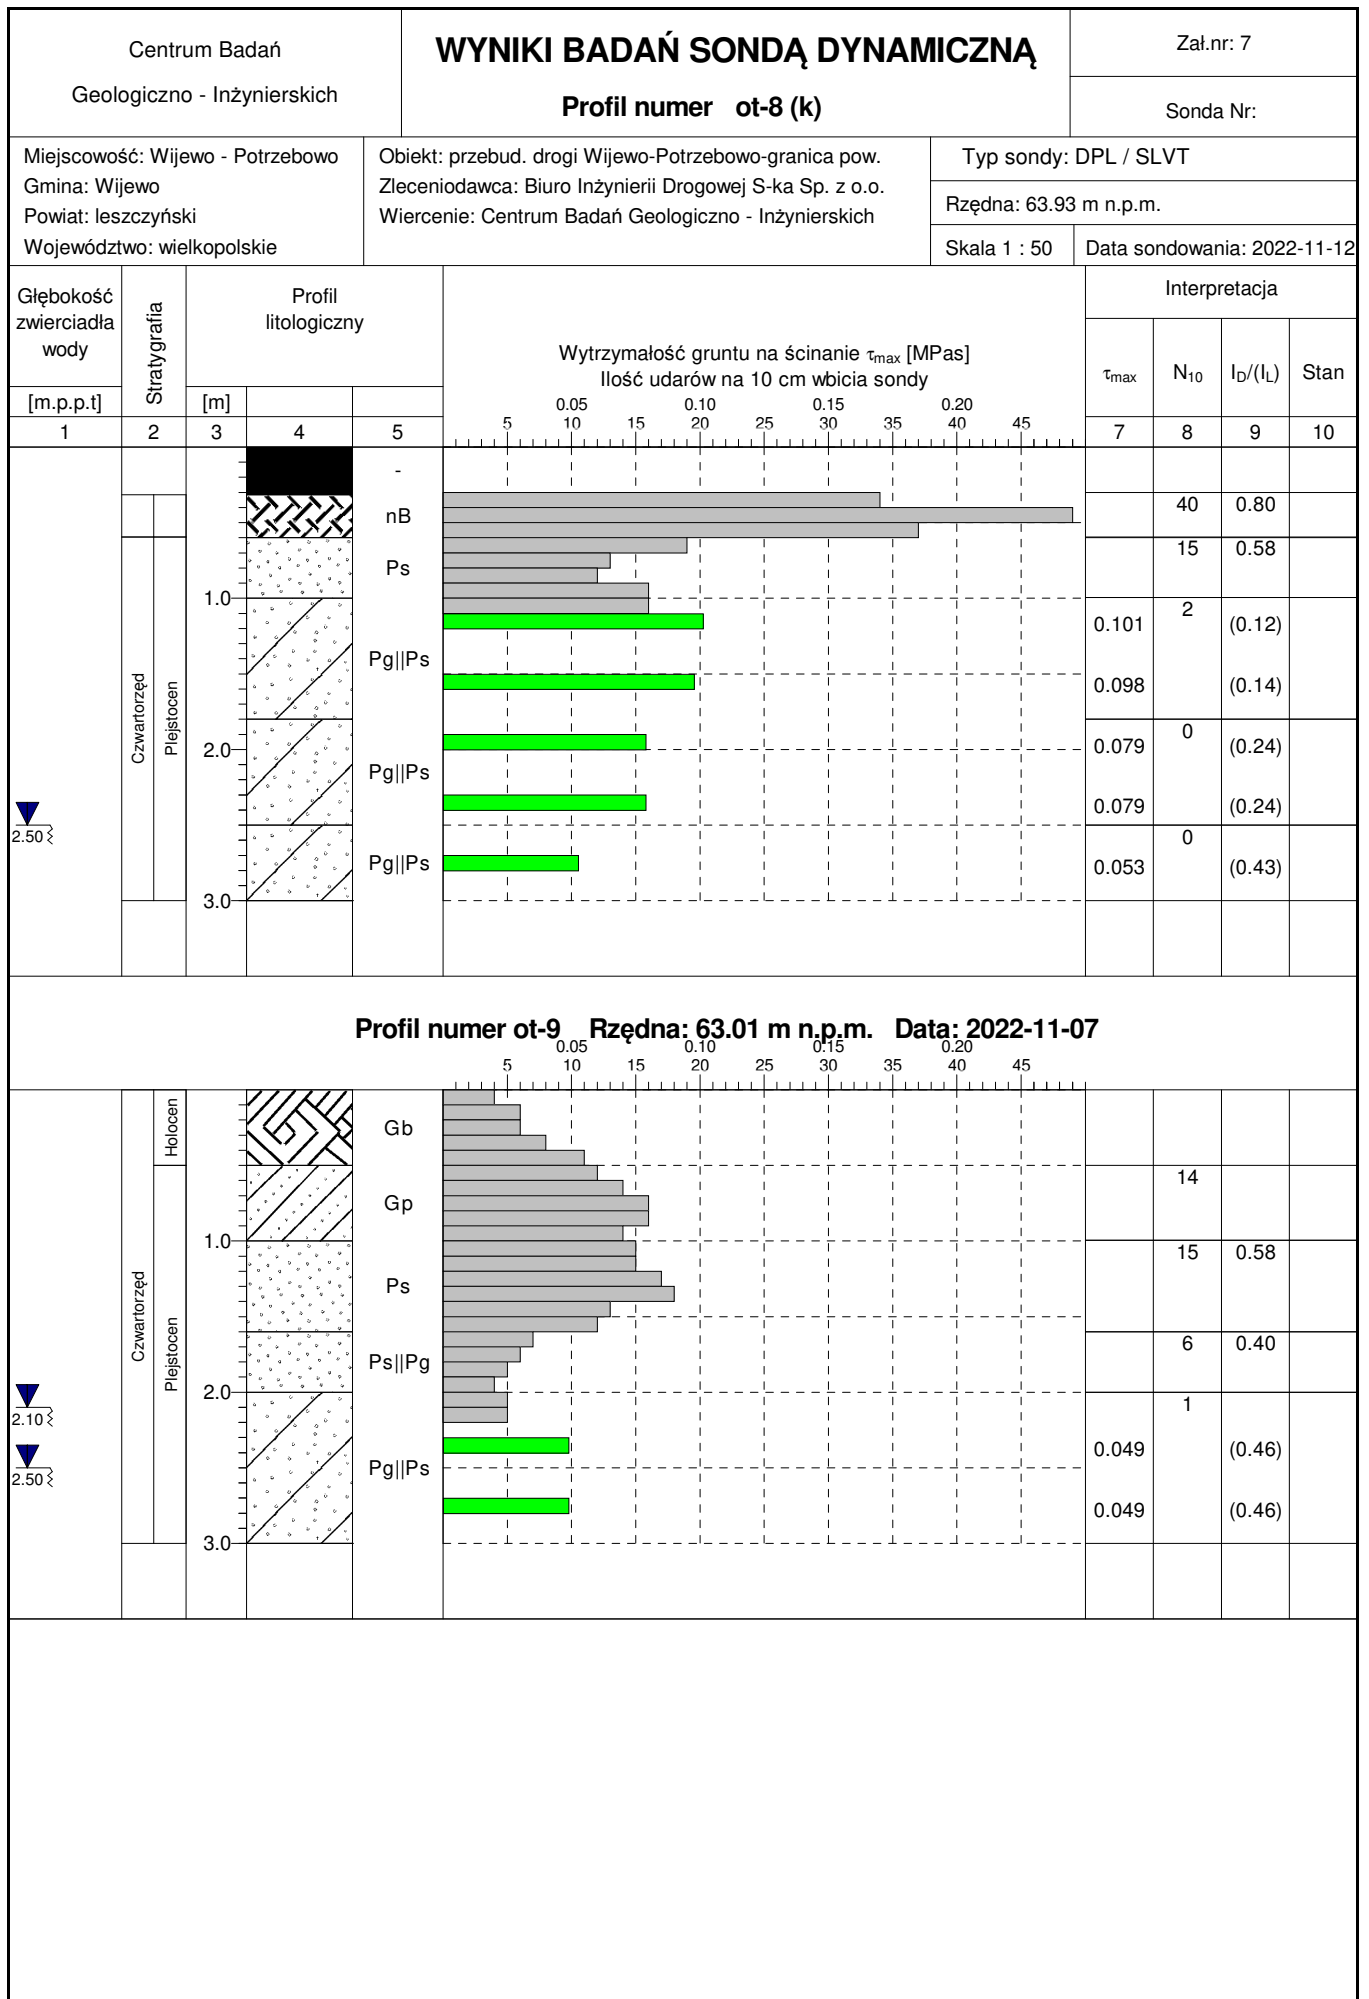 Centrum Badań
Geologiczno - Inżynierskich
WYNIKI BADAŃ SONDĄ DYNAMICZNĄ
Profil numer ot-8 (k)
Zał.nr: 7
Sonda Nr:
Miejscowość: Wijewo - Potrzebowo
Gmina: Wijewo
Powiat: leszczyński
Województwo: wielkopolskie
Obiekt: przebud. drogi Wijewo-Potrzebowo-granica pow.
Zleceniodawca: Biuro Inżynierii Drogowej S-ka Sp. z o.o.
Wiercenie: Centrum Badań Geologiczno - Inżynierskich
Typ sondy: DPL / SLVT
Rzędna: 63.93 m n.p.m.
Skala 1 : 50
Data sondowania: 2022-11-12
Głębokość
zwierciadła
wody
[m.p.p.t]
Stratygrafia
Profil
litologiczny
[m]
Wytrzymałość gruntu na ścinanie τmax [MPas]
Ilość udarów na 10 cm wbicia sondy
0.05 0.10 0.15 0.20
5 10 15 20 25 30 35 40 45
Interpretacja
τmax N10 ID/(IL) Stan
1 2 3 4 5 7 8 9 10
-
nB 40 0.80
Ps 15 0.58
1.0
2
0.101 (0.12)
Pg||Ps
0.098 (0.14)
Czwartorzęd
Plejstocen
0
2.0 0.079 (0.24)
Pg||Ps
0.079 (0.24)
2.50
0
Pg||Ps 0.053 (0.43)
3.0
Profil numer ot-9 Rzędna: 63.01 m n.p.m. Data: 2022-11-07
0.05 0.10 0.15 0.20
5 10 15 20 25 30 35 40 45
Holocen
Gb
14
Gp
1.0
15 0.58
Ps
Czwartorzęd
Plejstocen
6 0.40
Ps||Pg
2.0
1
2.10
0.049 (0.46)
Pg||Ps
2.50
0.049 (0.46)
3.0